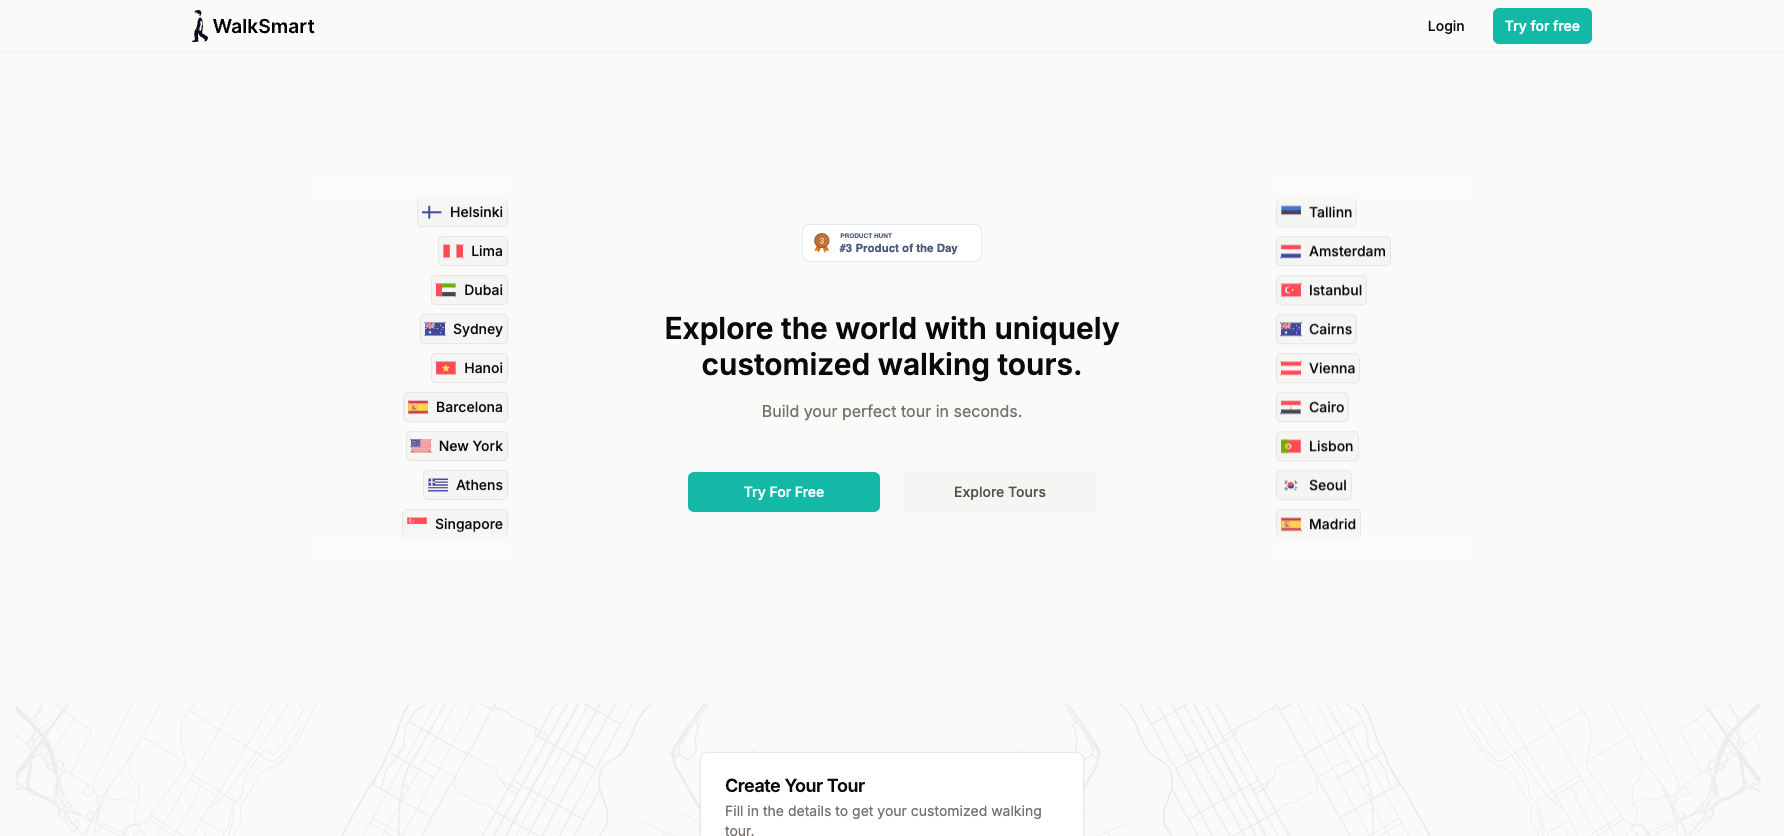 WalkSmart
Login
Try for free
Helsinki
Lima
Dubai
Sydney
Hanoi
Barcelona
New York
Athens
Singapore
3
PRODUCT HUNT
#3 Product of the Day
Explore the world with uniquely
customized walking tours.
Build your perfect tour in seconds.
Try For Free
Explore Tours
Tallinn
Amsterdam
Istanbul
Cairns
Vienna
Cairo
Lisbon
Seoul
Madrid
Create Your Tour
Fill in the details to get your customized walking
tour.